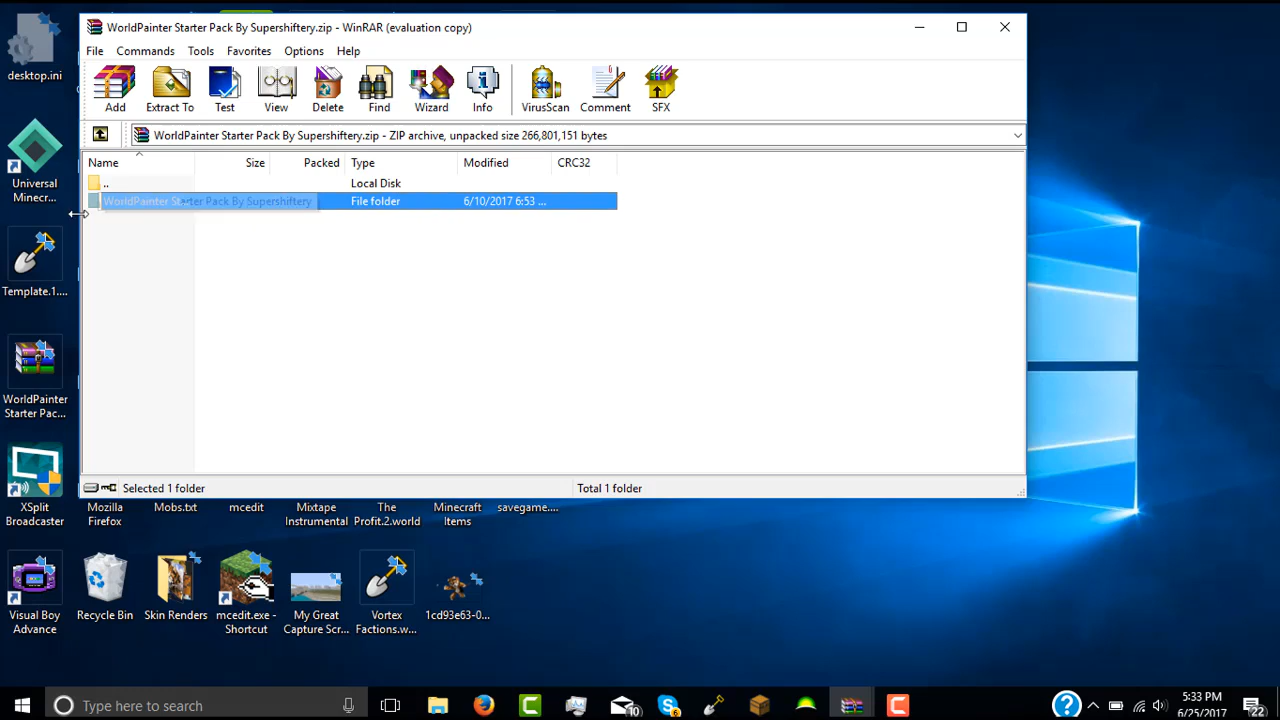 WorldPainter Starter Pack By Supershiftery.zip - WinRAR (evaluation copy)
desktop.ini
File Commands Tools Favorites Options Help
Add Extract To Test View Delete Find Wizard Info VirusScan Comment SFX
WorldPainter Starter Pack By Supershiftery.zip - ZIP archive, unpacked size 266,801,151 bytes
Name Size Packed Type Modified CRC32
.. Local Disk
WorldPainter Starter Pack By Supershiftery File folder 6/10/2017 6:53 ...
Universal
Minecr...
Template.1....
WorldPainter
Starter Pac...
Selected 1 folder Total 1 folder
XSplit
Broadcaster
Mozilla
Firefox
Mobs.txt
mcedit
Mixtape
Instrumental
The
Profit.2.world
Minecraft
Items
savegame....
Visual Boy
Advance
Recycle Bin
Skin Renders
mcedit.exe -
Shortcut
My Great
Capture Scr...
Vortex
Factions.w...
1cd93e63-0...
Type here to search
10
6
5:33 PM
6/25/2017
22